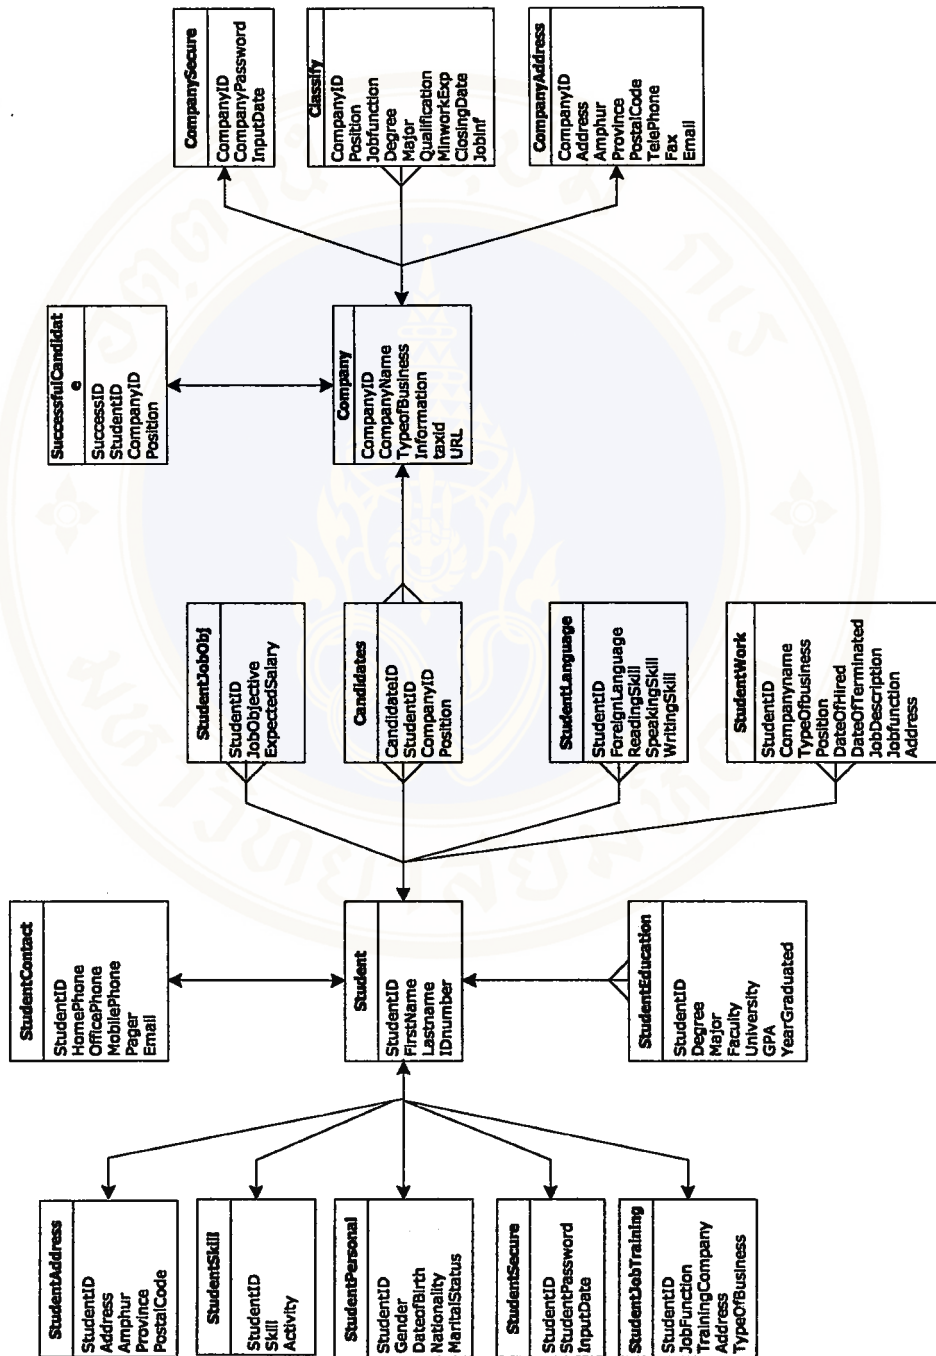 StudentAddress
StudentID
Address
Amphur
Province
PostalCode
StudentSkill
StudentID
Skill
Activity
StudentPersonal
StudentID
Gender
DatefBirth
Nationality
MaritalStatus
StudentSecure
StudentID
StudentPassword
InputDate
StudentJobTraining
StudentID
JobFunction
TrainingCompany
Address
TypeOfBusiness
StudentContact
StudentID
HomePhone
OfficePhone
MobilePhone
Pager
Email
Student
StudentID
FirstName
Lastname
IDnumber
StudentEducation
StudentID
Degree
Major
Faculty
University
GPA
YearGraduated
StudentJobObj
StudentID
JobObjective
ExpectedSalary
Candidates
CandidateID
StudentID
CompanyID
Position
StudentLanguage
StudentID
ForeignLanguage
ReadingSkill
SpeakingSkill
WritingSkill
StudentWork
StudentID
Companyname
TypeOfbusiness
Position
DateOfHired
DateOfTerminated
JobDescription
Jobfunction
Address
SuccessfulCandidat
e
SuccessID
StudentID
CompanyID
Position
Company
CompanyID
CompanyName
TypeofBusiness
Information
taxid
URL
CompanySecure
CompanyID
CompanyPassword
InputDate
Classify
CompanyID
Position
Jobfunction
Degree
Major
Qualification
MinworkExp
ClosingDate
JobInf
CompanyAddress
CompanyID
Address
Amphur
Province
PostalCode
TelePhone
Fax
Email